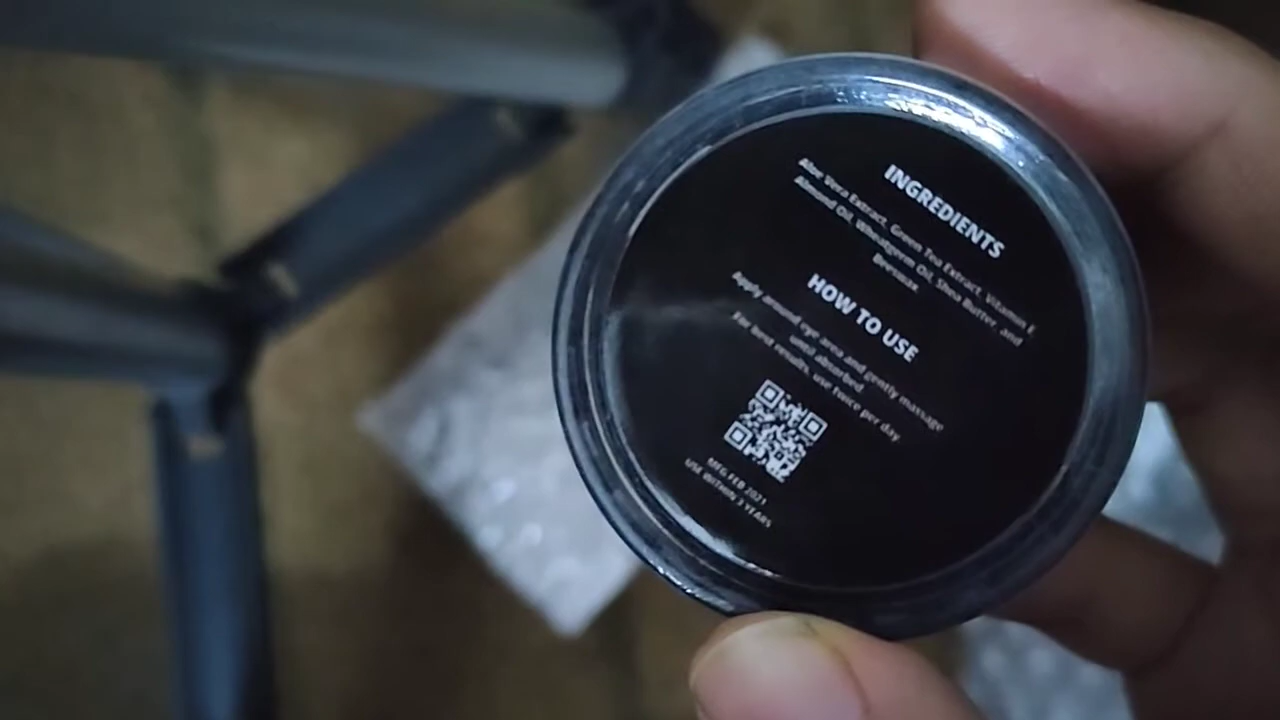 INGREDIENTS
Aloe Vera Extract, Green Tea Extract, Vitamin E
Almond Oil, Wheatgerm Oil, Shea Butter, and
Beeswax.
HOW TO USE
Apply around eye area and gently massage
until absorbed.
For best results, use twice per day.
MFG FEB 2021
USE WITHIN 3 YEARS